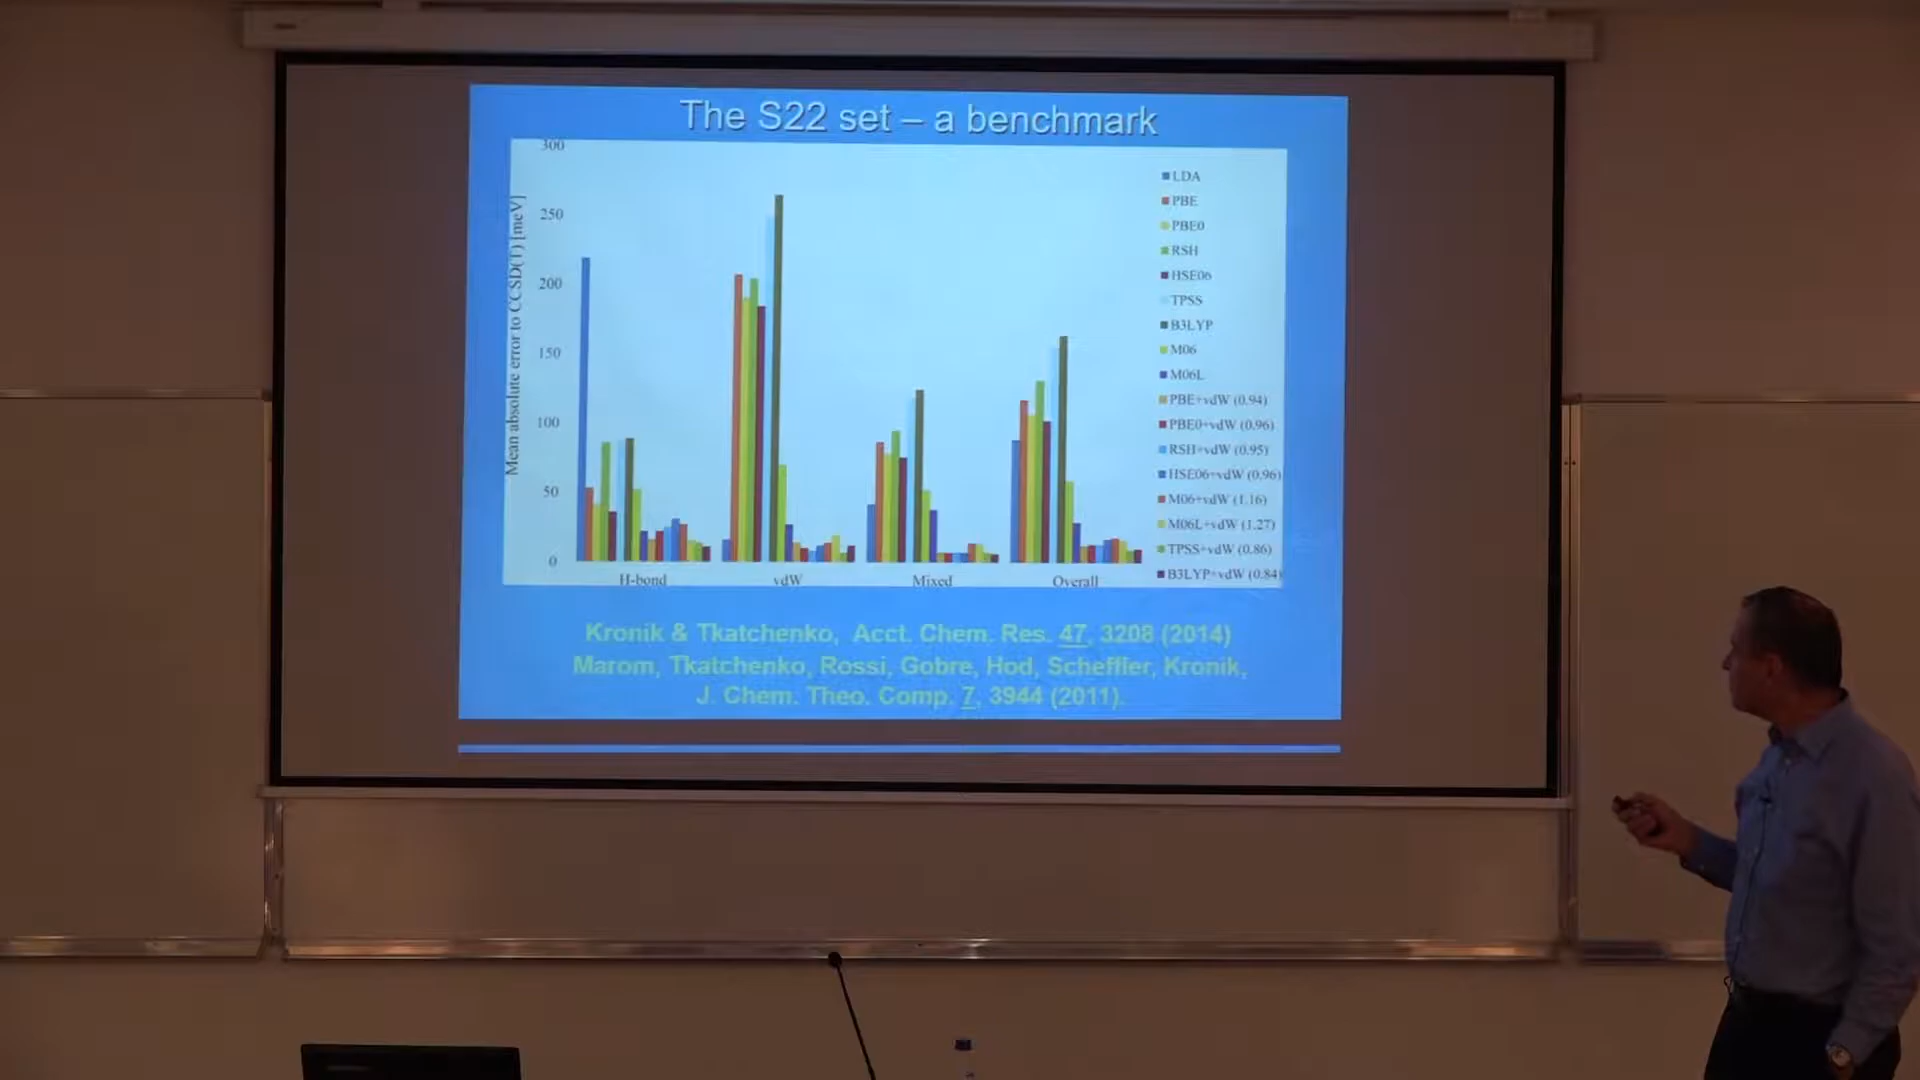 The S22 set – a benchmark
Mean absolute error to CCSD(T) [meV]
300
250
200
150
100
50
0
H-bond
vdW
Mixed
Overall
LDA
PBE
PBE0
RSH
HSE06
TPSS
B3LYP
M06
M06L
PBE+vdW (0.94)
PBE0+vdW (0.96)
RSH+vdW (0.95)
HSE06+vdW (0.96)
M06+vdW (1.16)
M06L+vdW (1.27)
TPSS+vdW (0.86)
B3LYP+vdW (0.84)
Kronik & Tkatchenko, Acct. Chem. Res. 47, 3208 (2014)
Marom, Tkatchenko, Rossi, Gobre, Hod, Scheffler, Kronik,
J. Chem. Theo. Comp. 7, 3944 (2011).